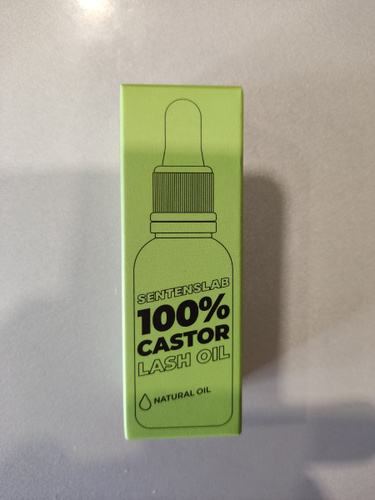 SENTENSLAB
100%
CASTOR
LASH OIL
NATURAL OIL